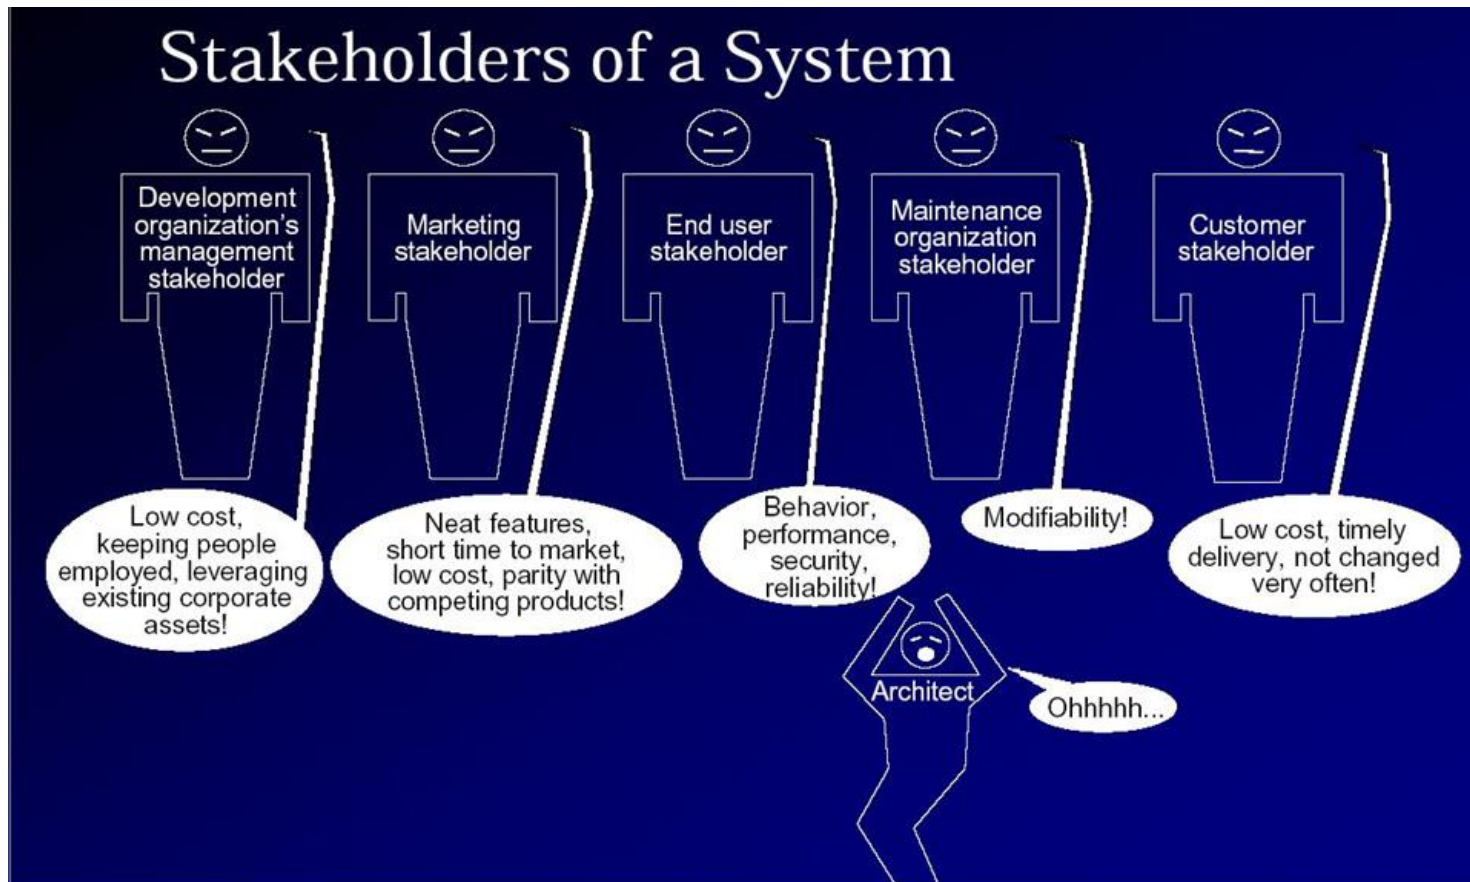 Stakeholders of a System
Development
organization's
management
stakeholder
Marketing
stakeholder
End user
stakeholder
Maintenance
organization
stakeholder
Customer
stakeholder
Low cost,
keeping people
employed, leveraging
existing corporate
assets!
Neat features,
short time to market,
low cost, parity with
competing products!
Behavior,
performance,
security,
reliability!
Modifiability!
Low cost, timely
delivery, not changed
very often!
Architect
Ohhhhh...